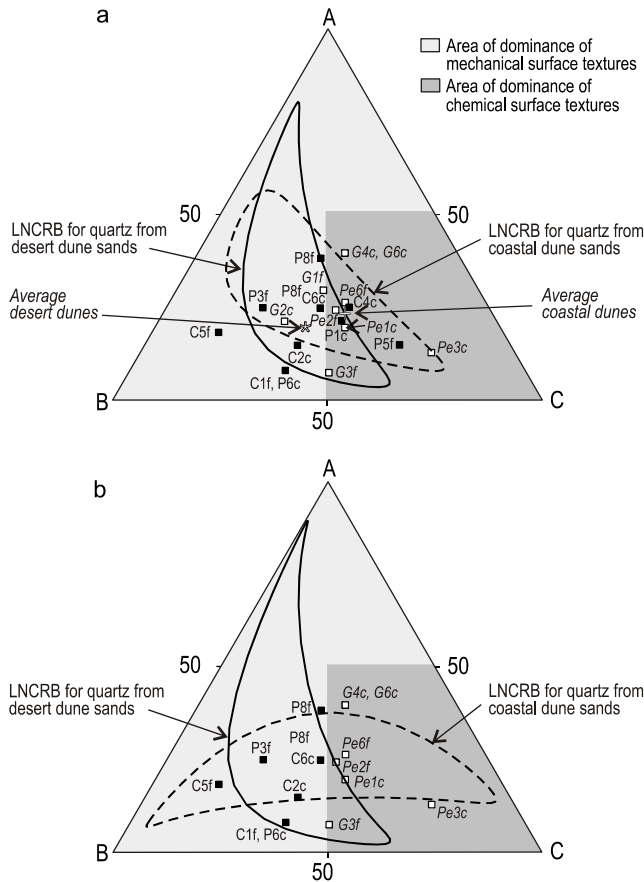 a
A
Area of dominance of
mechanical surface textures
Area of dominance of
chemical surface textures
50
50
LNCRB for quartz from
desert dune sands
LNCRB for quartz from
coastal dune sands
G4c, G6c
P8f
G1f
P8f
Pe6f
Average
desert dunes
P3f
C6c
C4c
Average
coastal dunes
G2c
Pe2f
Pe1c
C5f
P1c
P5f
Pe3c
C2c
C1f, P6c
G3f
B
C
50
b
A
50
50
LNCRB for quartz from
desert dune sands
LNCRB for quartz from
coastal dune sands
G4c, G6c
P8f
P8f
Pe6f
P3f
C6c
Pe2f
C5f
Pe1c
C2c
Pe3c
C1f, P6c
G3f
B
C
50